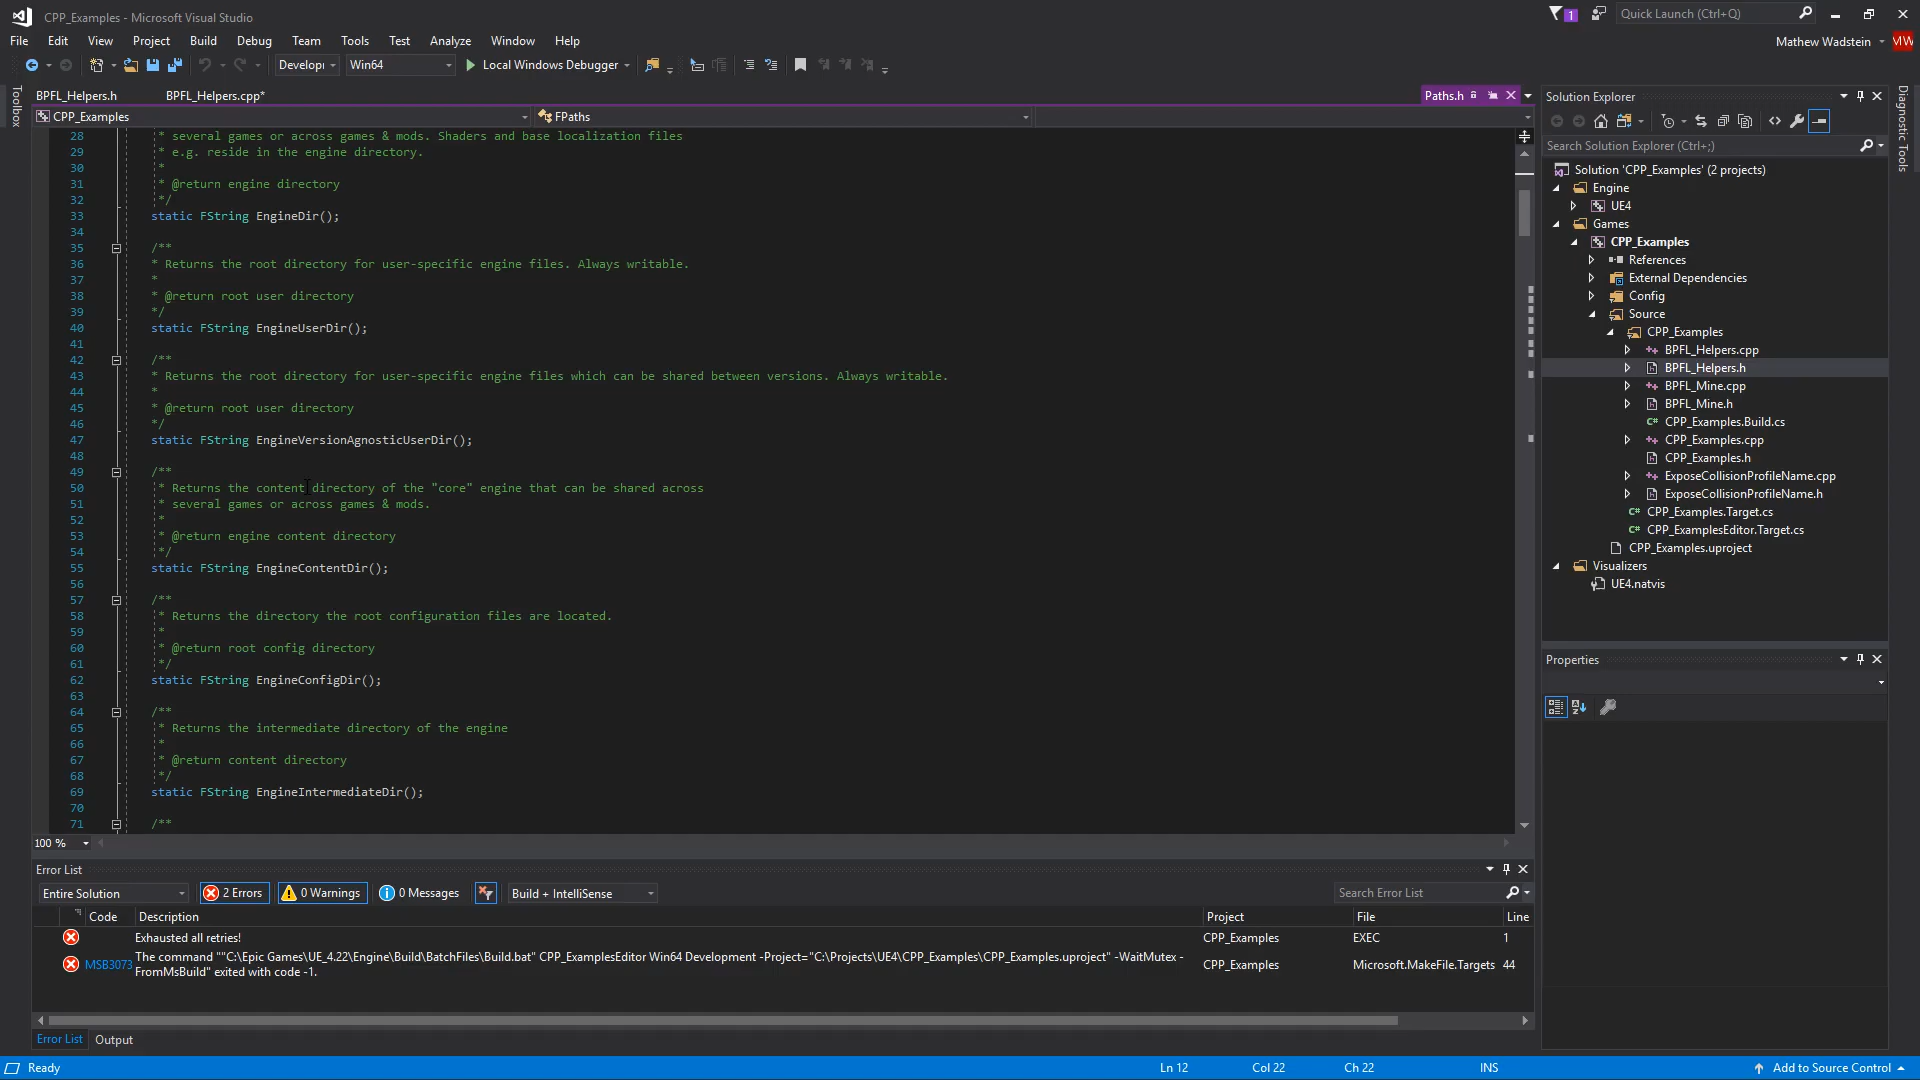 CPP_Examples - Microsoft Visual Studio
1
Quick Launch (Ctrl+Q)
File Edit View Project Build Debug Team Tools Test Analyze Window Help
Mathew Wadstein MW
Win64 Local Windows Debugger
Toolbox
BPFL_Helpers.h BPFL_Helpers.cpp* Paths.h
CPP_Examples FPaths
28 * several games or across games & mods. Shaders and base localization files
29 * e.g. reside in the engine directory.
30 *
31 * @return engine directory
32 */
33 static FString EngineDir();
34
35 /**
36 * Returns the root directory for user-specific engine files. Always writable.
37 *
38 * @return root user directory
39 */
40 static FString EngineUserDir();
41
42 /**
43 * Returns the root directory for user-specific engine files which can be shared between versions. Always writable.
44 *
45 * @return root user directory
46 */
47 static FString EngineVersionAgnosticUserDir();
48
49 /**
50 * Returns the content directory of the "core" engine that can be shared across
51 * several games or across games & mods.
52 *
53 * @return engine content directory
54 */
55 static FString EngineContentDir();
56
57 /**
58 * Returns the directory the root configuration files are located.
59 *
60 * @return root config directory
61 */
62 static FString EngineConfigDir();
63
64 /**
65 * Returns the intermediate directory of the engine
66 *
67 * @return content directory
68 */
69 static FString EngineIntermediateDir();
70
71 /**
100 %
Error List
Entire Solution 2 Errors 0 Warnings 0 Messages Build + IntelliSense Search Error List
Code Description Project File Line
Exhausted all retries! CPP_Examples EXEC 1
MSB3073 The command ""C:\Epic Games\UE_4.22\Engine\Build\BatchFiles\Build.bat" CPP_ExamplesEditor Win64 Development -Project="C:\Projects\UE4\CPP_Examples\CPP_Examples.uproject" -WaitMutex -
FromMsBuild" exited with code -1. CPP_Examples Microsoft.MakeFile.Targets 44
Error List Output
Solution Explorer
Search Solution Explorer (Ctrl+;)
Solution 'CPP_Examples' (2 projects)
Engine
UE4
Games
CPP_Examples
References
External Dependencies
Config
Source
CPP_Examples
BPFL_Helpers.cpp
BPFL_Helpers.h
BPFL_Mine.cpp
BPFL_Mine.h
CPP_Examples.Build.cs
CPP_Examples.cpp
CPP_Examples.h
ExposeCollisionProfileName.cpp
ExposeCollisionProfileName.h
CPP_Examples.Target.cs
CPP_ExamplesEditor.Target.cs
CPP_Examples.uproject
Visualizers
UE4.natvis
Properties
Diagnostic Tools
Ready Ln 12 Col 22 Ch 22 INS Add to Source Control